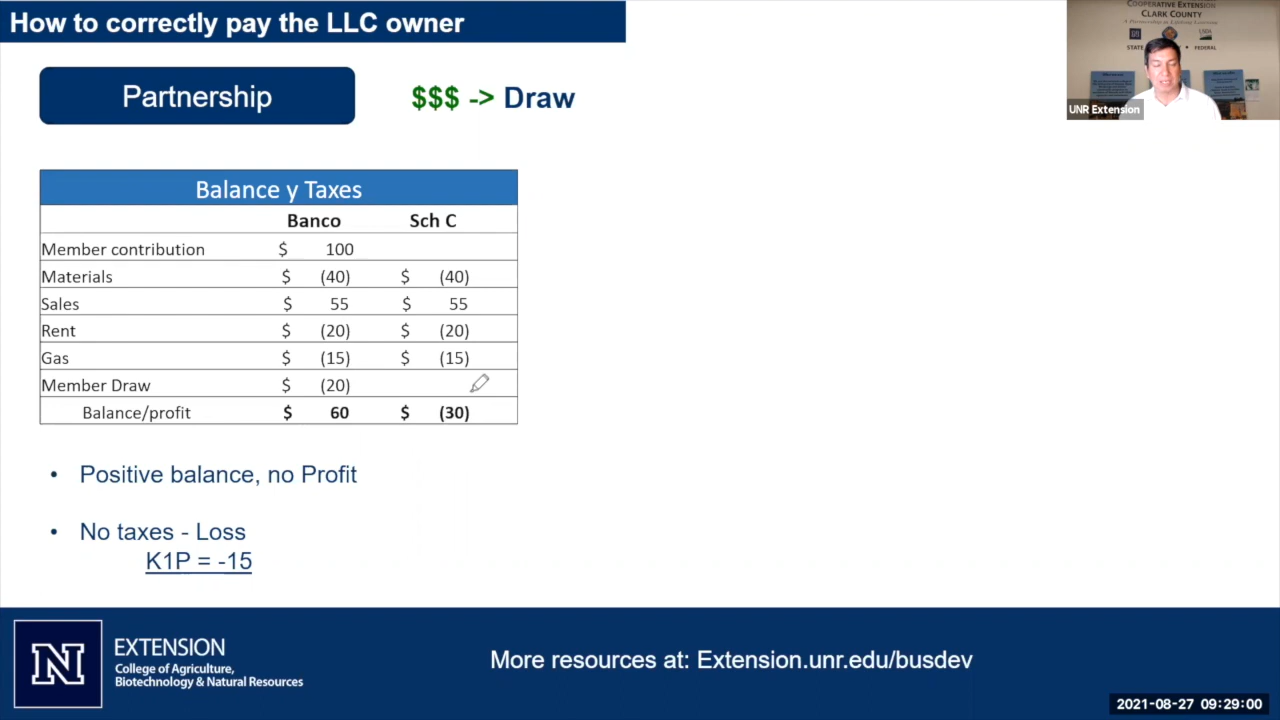 How to correctly pay the LLC owner
COOPERATIVE EXTENSION
CLARK COUNTY
STATE
FEDERAL
UNR Extension
Partnership
$$$ -> Draw
Balance y Taxes
Banco Sch C
Member contribution $ 100
Materials $ (40) $ (40)
Sales $ 55 $ 55
Rent $ (20) $ (20)
Gas $ (15) $ (15)
Member Draw $ (20)
Balance/profit $ 60 $ (30)
• Positive balance, no Profit
• No taxes - Loss
K1P = -15
N
EXTENSION
College of Agriculture,
Biotechnology & Natural Resources
More resources at: Extension.unr.edu/busdev
2021-08-27 09:29:00